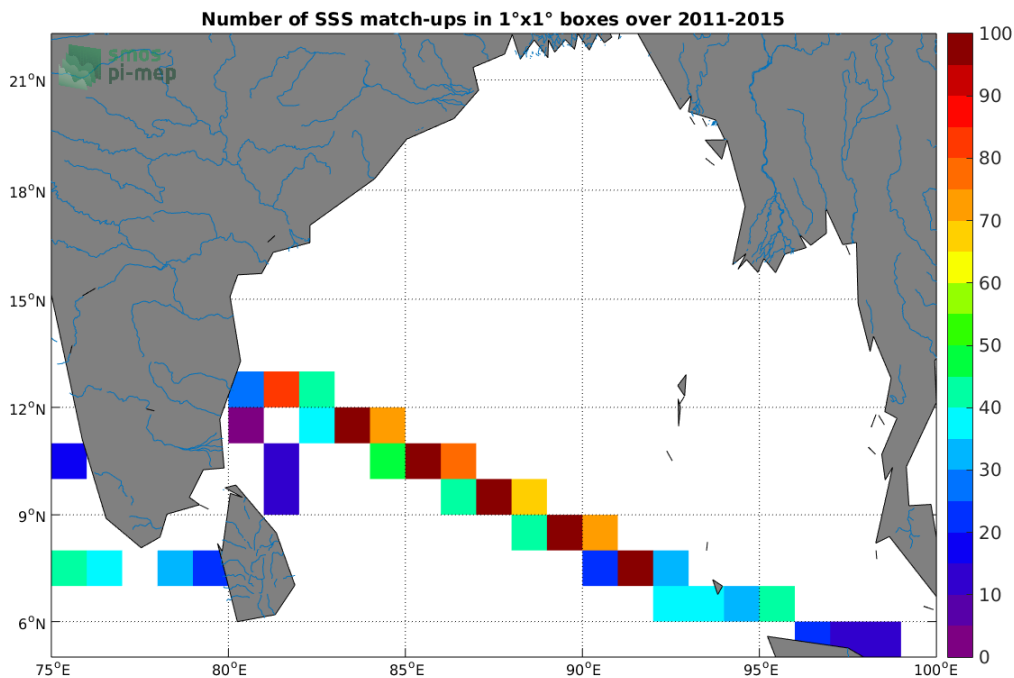 Number of SSS match-ups in 1°x1° boxes over 2011-2015
smos
pi-mep
21°N
18°N
15°N
12°N
9°N
6°N
75°E
80°E
85°E
90°E
95°E
100°E
100
90
80
70
60
50
40
30
20
10
0